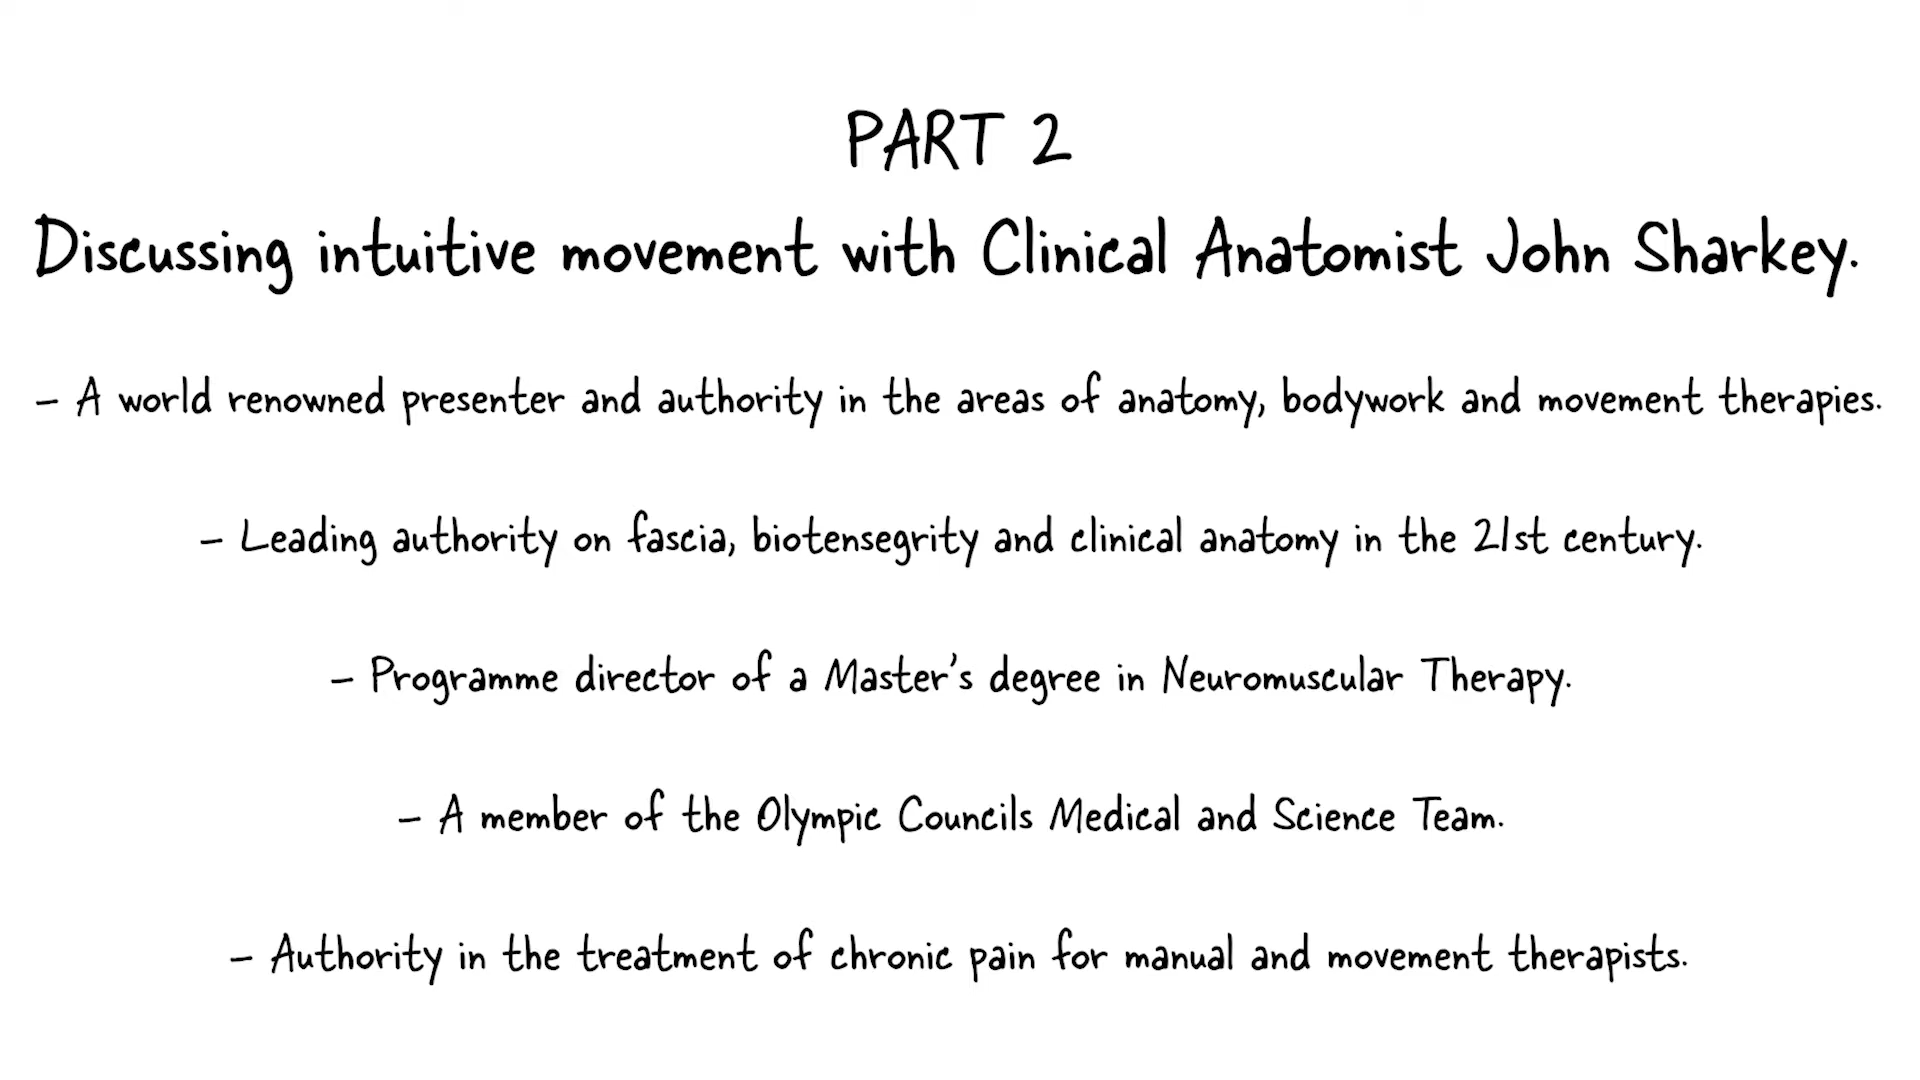 PART 2
Discussing intuitive movement with Clinical Anatomist John Sharkey.
- A world renowned presenter and authority in the areas of anatomy, bodywork and movement therapies.
- Leading authority on fascia, biotensegrity and clinical anatomy in the 21st century.
- Programme director of a Master's degree in Neuromuscular Therapy.
- A member of the Olympic Councils Medical and Science Team.
- Authority in the treatment of chronic pain for manual and movement therapists.